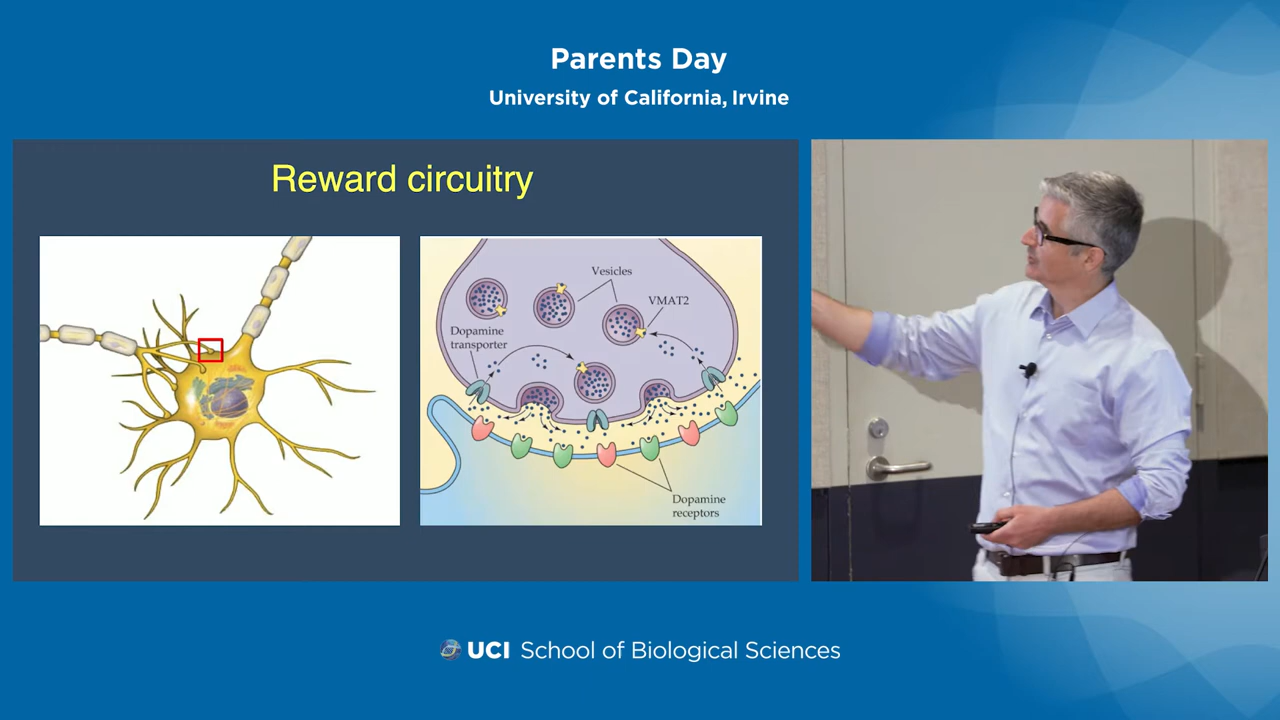 Parents Day
University of California, Irvine
Reward circuitry
Vesicles
VMAT2
Dopamine
transporter
Dopamine
receptors
UCI School of Biological Sciences